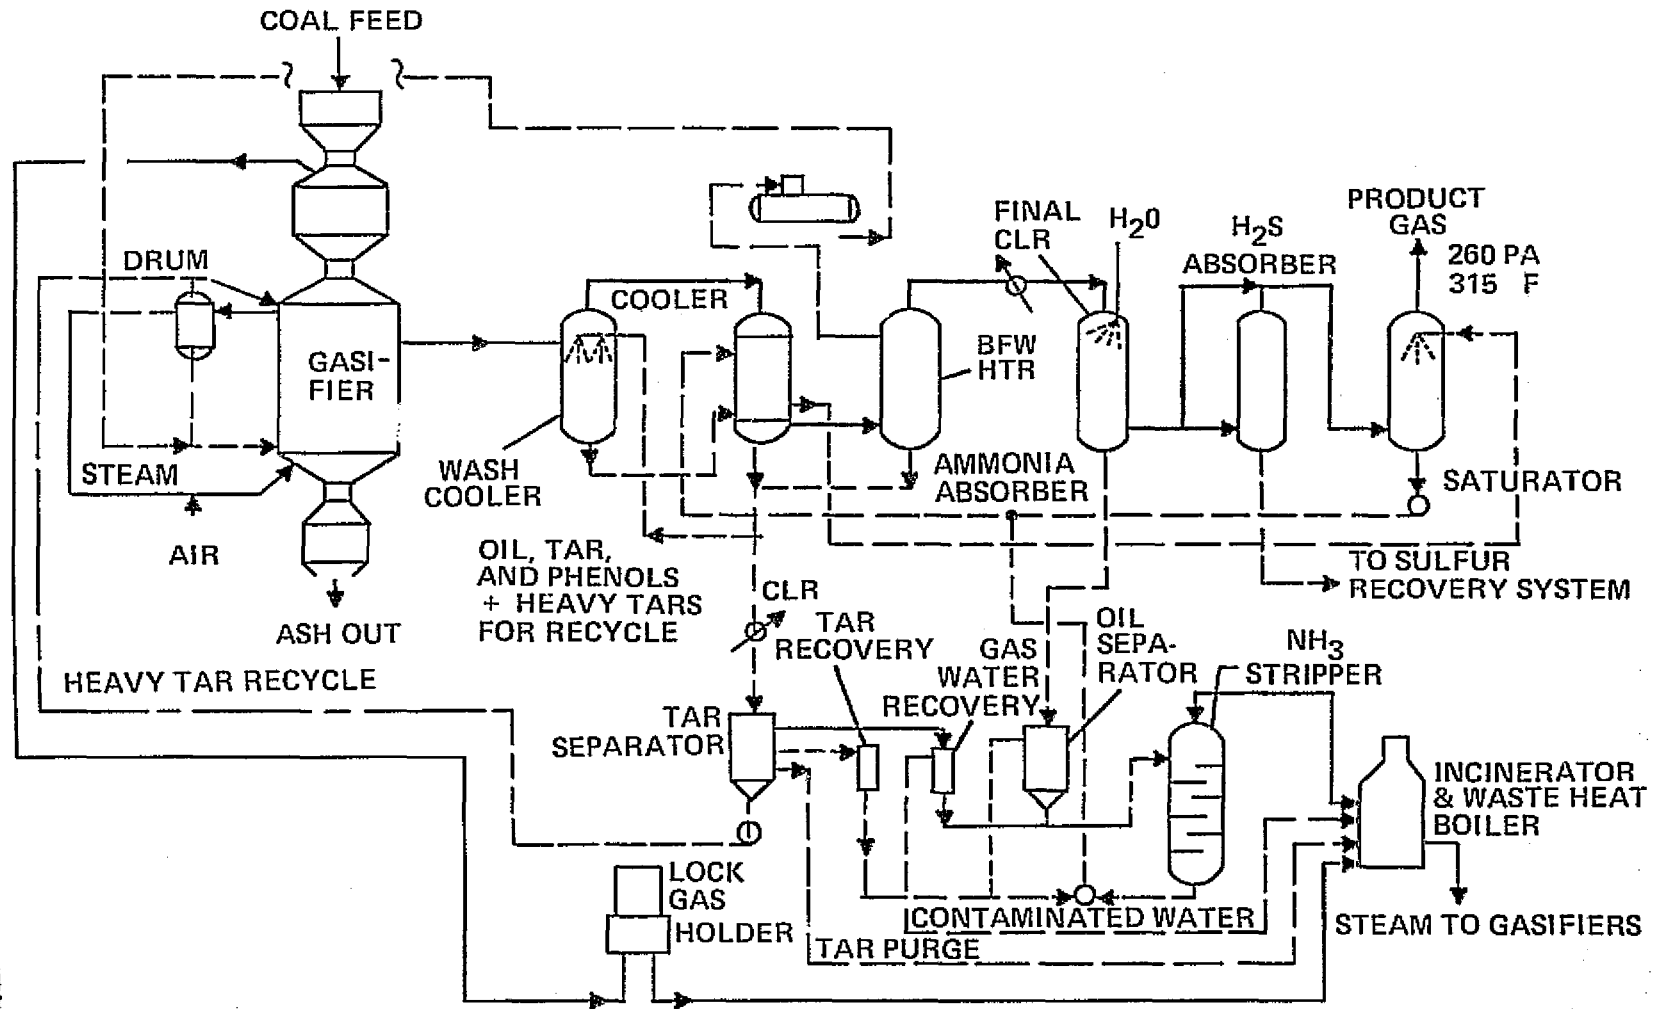 COAL FEED
DRUM
GASI-
FIER
STEAM
AIR
ASH OUT
HEAVY TAR RECYCLE
COOLER
WASH
COOLER
OIL, TAR,
AND PHENOLS
+ HEAVY TARS
FOR RECYCLE
BFW
HTR
FINAL
CLR
H2O
H2S
ABSORBER
PRODUCT
GAS
260 PA
315 F
AMMONIA
ABSORBER
SATURATOR
TO SULFUR
RECOVERY SYSTEM
CLR
TAR
RECOVERY
GAS
WATER
RECOVERY
OIL
SEPA-
RATOR
NH3
STRIPPER
TAR
SEPARATOR
INCINERATOR
& WASTE HEAT
BOILER
LOCK
GAS
HOLDER
CONTAMINATED WATER
TAR PURGE
STEAM TO GASIFIERS